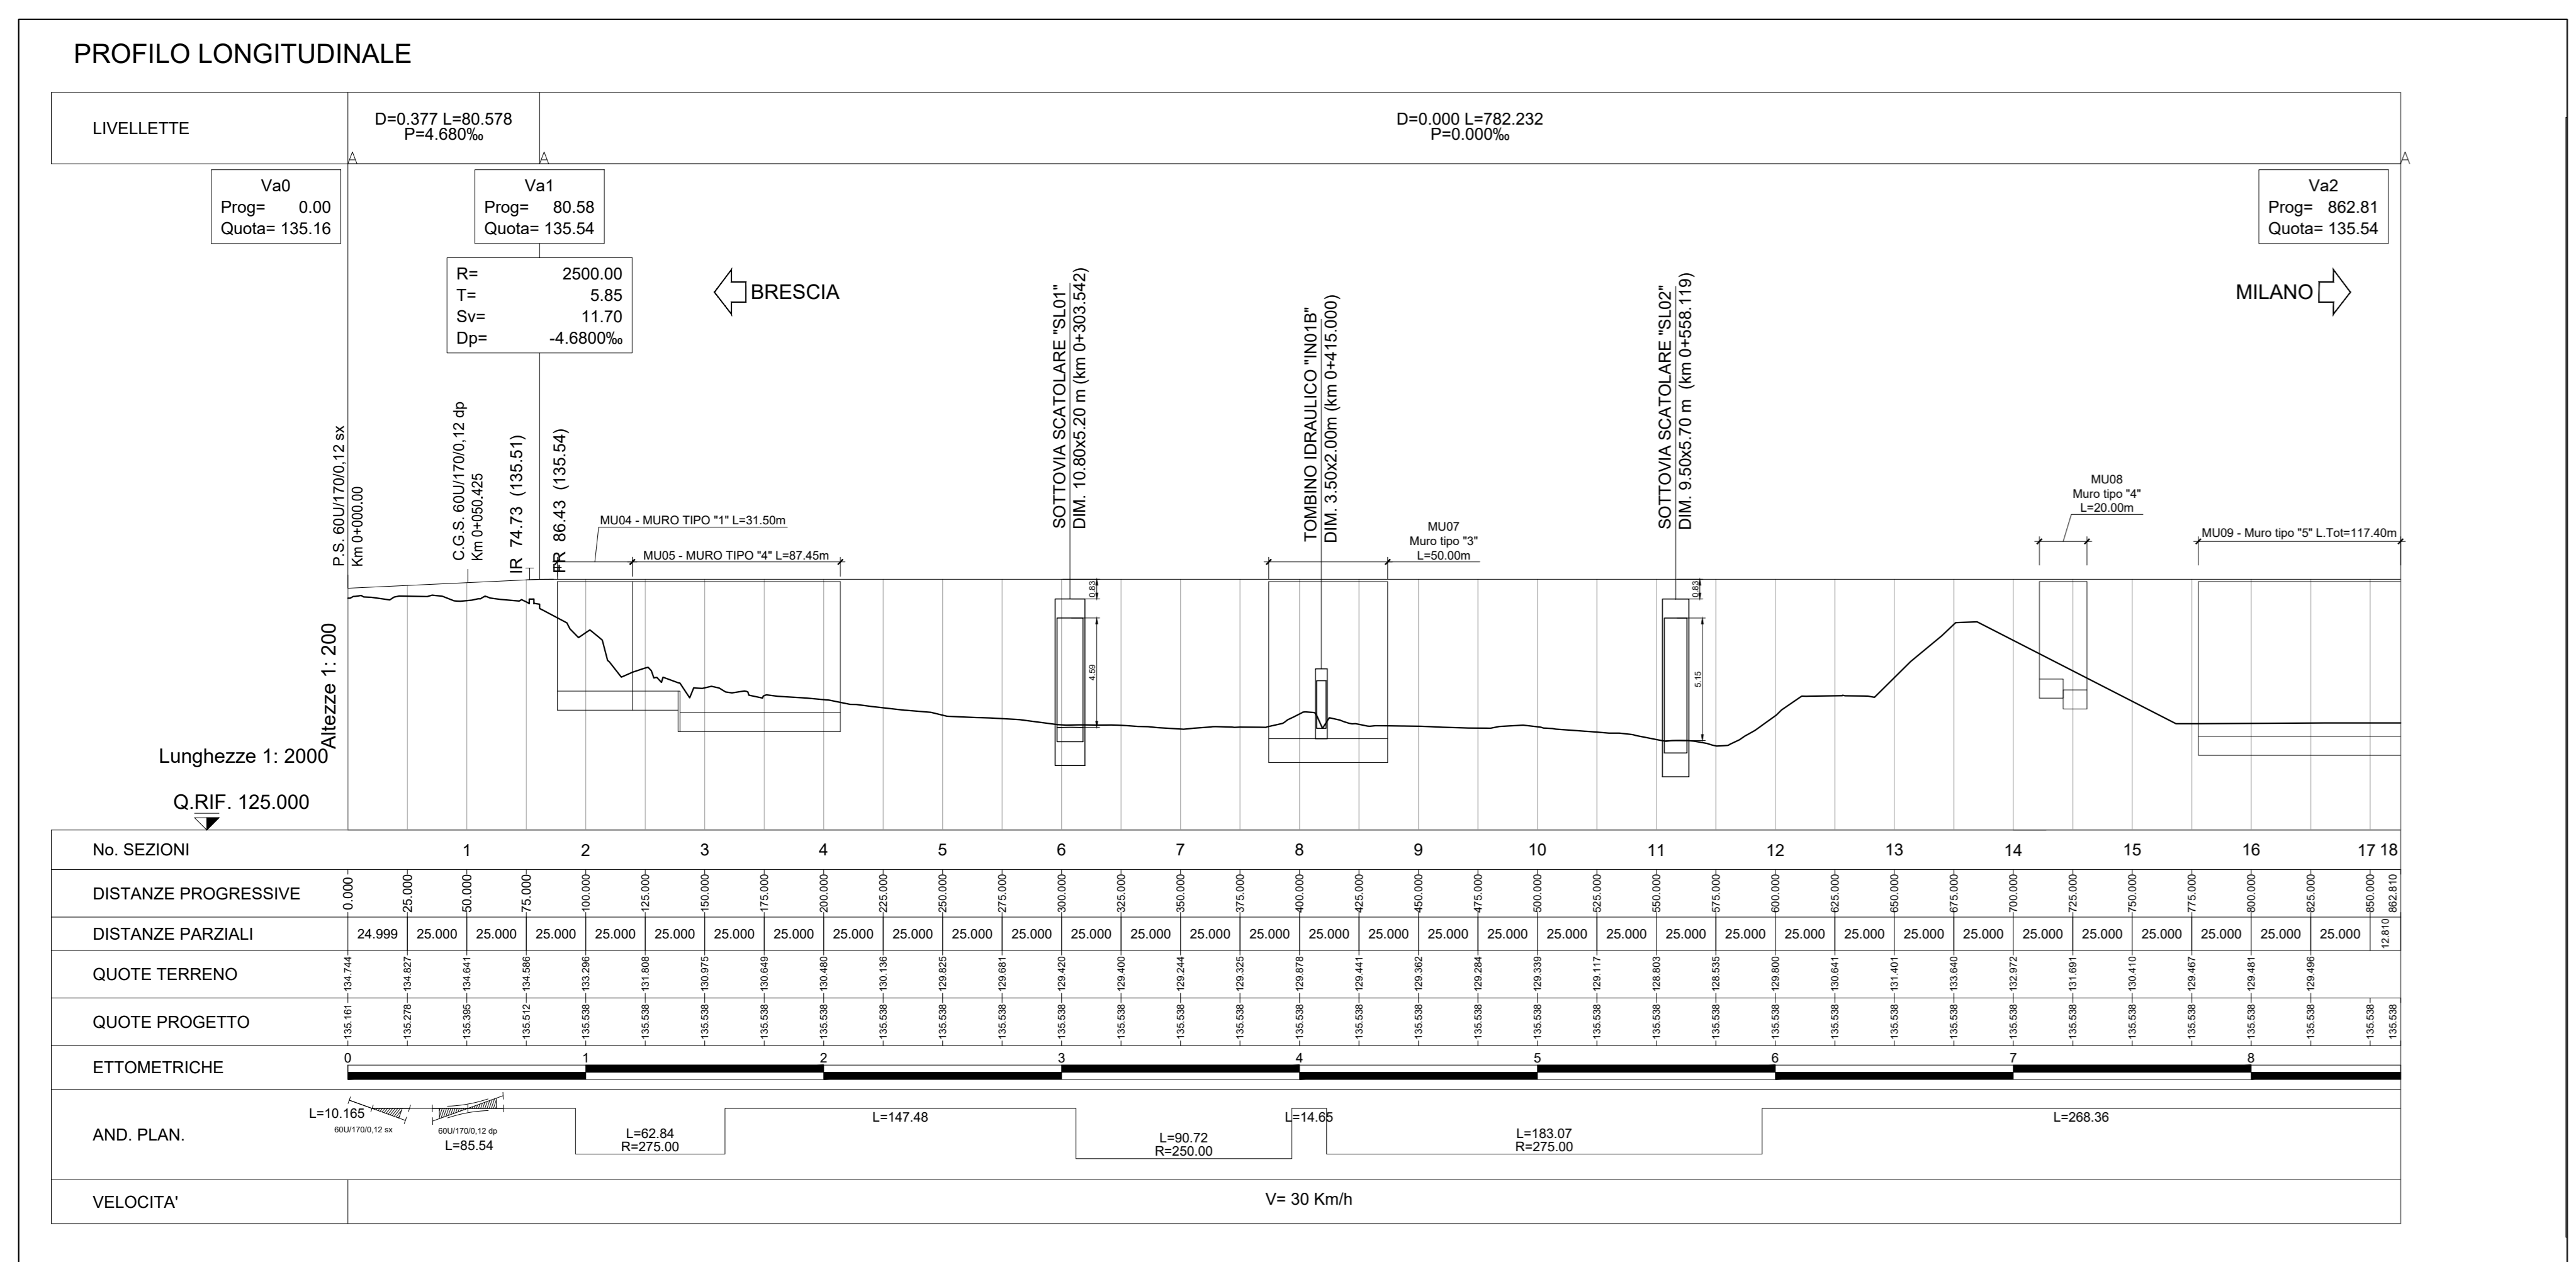 PROFILO LONGITUDINALE
LIVELLETTE
D=0.377 L=80.578
P=4.680‰
D=0.000 L=782.232
P=0.000‰
A
A
A
Va0
Prog= 0.00
Quota= 135.16
Va1
Prog= 80.58
Quota= 135.54
Va2
Prog= 862.81
Quota= 135.54
R= 2500.00
T= 5.85
Sv= 11.70
Dp= -4.6800‰
BRESCIA
MILANO
P.S. 60U/170/0,12 sx
Km 0+000.00
C.G.S. 60U/170/0,12 dp
Km 0+050.425
IR 74.73 (135.51)
FR 86.43 (135.54)
MU04 - MURO TIPO "1" L=31.50m
MU05 - MURO TIPO "4" L=87.45m
SOTTOVIA SCATOLARE "SL01"
DIM. 10.80x5.20 m (km 0+303.542)
0.83
4.59
TOMBINO IDRAULICO "IN01B"
DIM. 3.50x2.00m (km 0+415.000)
MU07
Muro tipo "3"
L=50.00m
SOTTOVIA SCATOLARE "SL02"
DIM. 9.50x5.70 m (km 0+558.119)
0.83
5.15
MU08
Muro tipo "4"
L=20.00m
MU09 - Muro tipo "5" L.Tot=117.40m
Altezze 1: 200
Lunghezze 1: 2000
Q.RIF. 125.000
No. SEZIONI 1 2 3 4 5 6 7 8 9 10 11 12 13 14 15 16 17 18
DISTANZE PROGRESSIVE 0.000 25.000 50.000 75.000 100.000 125.000 150.000 175.000 200.000 225.000 250.000 275.000 300.000 325.000 350.000 375.000 400.000 425.000 450.000 475.000 500.000 525.000 550.000 575.000 600.000 625.000 650.000 675.000 700.000 725.000 750.000 775.000 800.000 825.000 850.000 862.810
DISTANZE PARZIALI 24.999 25.000 25.000 25.000 25.000 25.000 25.000 25.000 25.000 25.000 25.000 25.000 25.000 25.000 25.000 25.000 25.000 25.000 25.000 25.000 25.000 25.000 25.000 25.000 25.000 25.000 25.000 25.000 25.000 25.000 25.000 25.000 25.000 25.000 12.810
QUOTE TERRENO 134.744 134.827 134.641 134.586 133.296 131.808 130.975 130.649 130.480 130.136 129.825 129.681 129.420 129.400 129.244 129.325 129.878 129.441 129.362 129.284 129.339 129.117 128.803 128.535 129.800 130.641 131.401 133.640 132.972 131.691 130.410 129.467 129.481 129.496
QUOTE PROGETTO 135.161 135.278 135.395 135.512 135.538 135.538 135.538 135.538 135.538 135.538 135.538 135.538 135.538 135.538 135.538 135.538 135.538 135.538 135.538 135.538 135.538 135.538 135.538 135.538 135.538 135.538 135.538 135.538 135.538 135.538 135.538 135.538 135.538 135.538 135.538 135.538
ETTOMETRICHE 0 1 2 3 4 5 6 7 8
AND. PLAN.
L=10.165
60U/170/0,12 sx
60U/170/0,12 dp
L=85.54
L=62.84
R=275.00
L=147.48
L=90.72
R=250.00
L=14.65
L=183.07
R=275.00
L=268.36
VELOCITA'
V= 30 Km/h